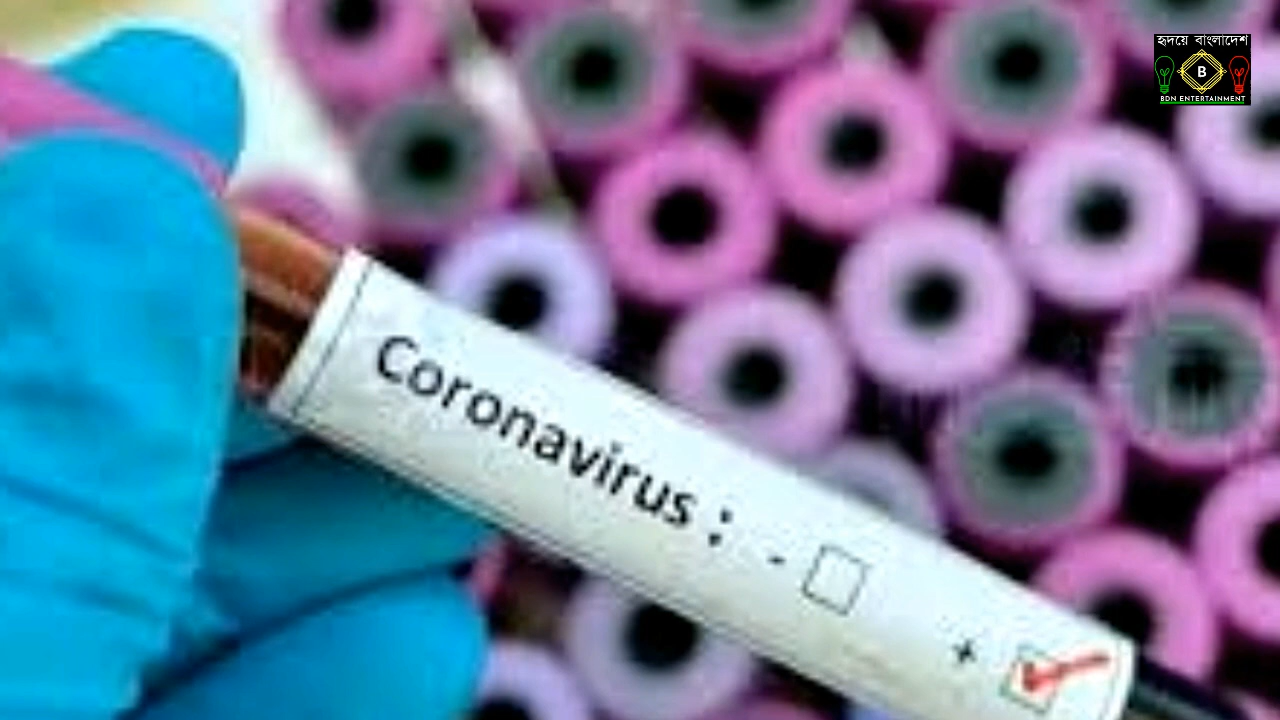 হৃদয়ে বাংলাদেশ
B
BDN ENTERTAINMENT
Coronavirus : - ☐
+ ☑